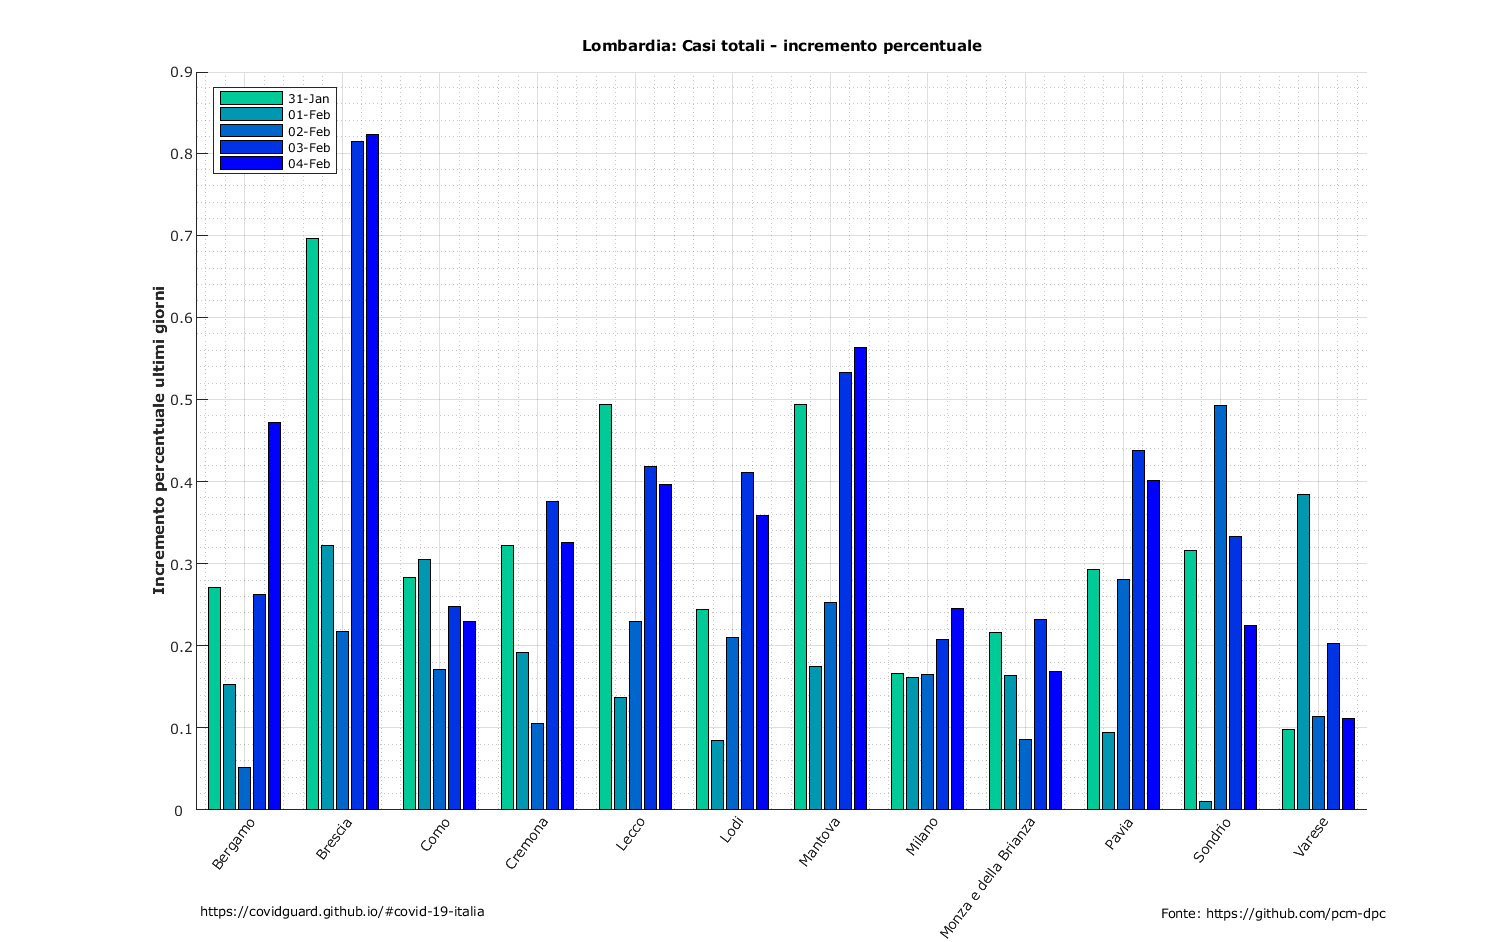 Lombardia: Casi totali - incremento percentuale
0.9
0.8
0.7
0.6
0.5
0.4
0.3
0.2
0.1
0
Incremento percentuale ultimi giorni
31-Jan
01-Feb
02-Feb
03-Feb
04-Feb
Bergamo
Brescia
Como
Cremona
Lecco
Lodi
Mantova
Milano
Monza e della Brianza
Pavia
Sondrio
Varese
https://covidguard.github.io/#covid-19-italia
Fonte: https://github.com/pcm-dpc